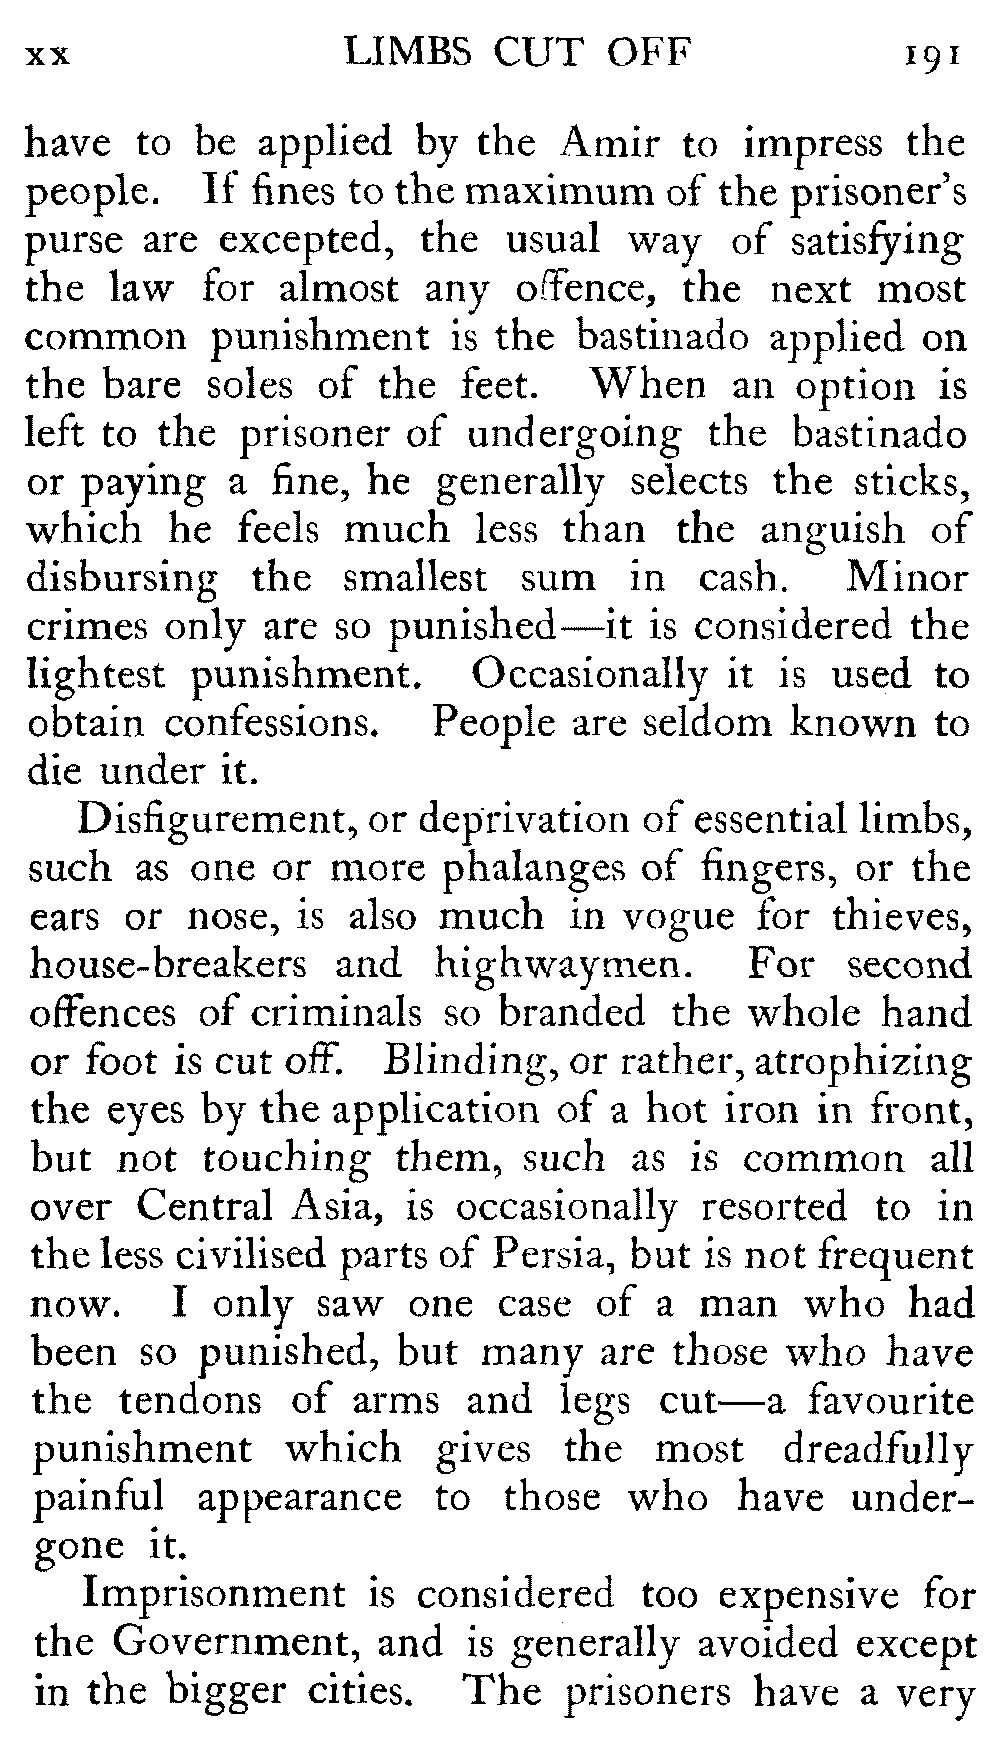 xx LIMBS CUT OFF 191
have to be applied by the Amir to impress the
people. If fines to the maximum of the prisoner's
purse are excepted, the usual way of satisfying
the law for almost any offence, the next most
common punishment is the bastinado applied on
the bare soles of the feet. When an option is
left to the prisoner of undergoing the bastinado
or paying a fine, he generally selects the sticks,
which he feels much less than the anguish of
disbursing the smallest sum in cash. Minor
crimes only are so punished—it is considered the
lightest punishment. Occasionally it is used to
obtain confessions. People are seldom known to
die under it.
Disfigurement, or deprivation of essential limbs,
such as one or more phalanges of fingers, or the
ears or nose, is also much in vogue for thieves,
house-breakers and highwaymen. For second
offences of criminals so branded the whole hand
or foot is cut off. Blinding, or rather, atrophizing
the eyes by the application of a hot iron in front,
but not touching them, such as is common all
over Central Asia, is occasionally resorted to in
the less civilised parts of Persia, but is not frequent
now. I only saw one case of a man who had
been so punished, but many are those who have
the tendons of arms and legs cut—a favourite
punishment which gives the most dreadfully
painful appearance to those who have under-
gone it.
Imprisonment is considered too expensive for
the Government, and is generally avoided except
in the bigger cities. The prisoners have a very